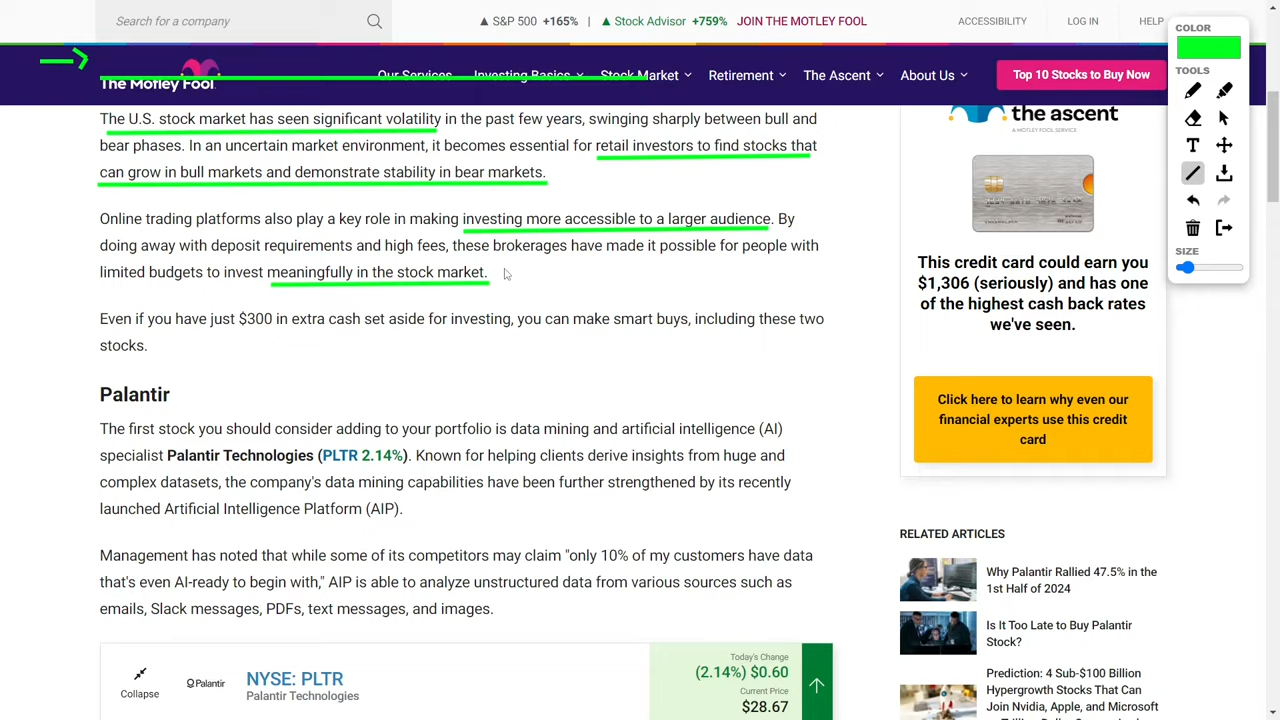 Search for a company
▲ S&P 500 +165% | ▲ Stock Advisor +759% JOIN THE MOTLEY FOOL
ACCESSIBILITY LOG IN HELP
The Motley Fool
Our Services Investing Basics Stock Market Retirement The Ascent About Us
Top 10 Stocks to Buy Now
The U.S. stock market has seen significant volatility in the past few years, swinging sharply between bull and
bear phases. In an uncertain market environment, it becomes essential for retail investors to find stocks that
can grow in bull markets and demonstrate stability in bear markets.
Online trading platforms also play a key role in making investing more accessible to a larger audience. By
doing away with deposit requirements and high fees, these brokerages have made it possible for people with
limited budgets to invest meaningfully in the stock market.
Even if you have just $300 in extra cash set aside for investing, you can make smart buys, including these two
stocks.
Palantir
The first stock you should consider adding to your portfolio is data mining and artificial intelligence (AI)
specialist Palantir Technologies (PLTR 2.14%). Known for helping clients derive insights from huge and
complex datasets, the company's data mining capabilities have been further strengthened by its recently
launched Artificial Intelligence Platform (AIP).
Management has noted that while some of its competitors may claim "only 10% of my customers have data
that's even AI-ready to begin with," AIP is able to analyze unstructured data from various sources such as
emails, Slack messages, PDFs, text messages, and images.
Collapse
Palantir
NYSE: PLTR
Palantir Technologies
Today's Change
(2.14%) $0.60
Current Price
$28.67
the ascent
A MOTLEY FOOL SERVICE
This credit card could earn you
$1,306 (seriously) and has one
of the highest cash back rates
we've seen.
Click here to learn why even our
financial experts use this credit
card
RELATED ARTICLES
Why Palantir Rallied 47.5% in the
1st Half of 2024
Is It Too Late to Buy Palantir
Stock?
Prediction: 4 Sub-$100 Billion
Hypergrowth Stocks That Can
Join Nvidia, Apple, and Microsoft
COLOR
TOOLS
T
SIZE